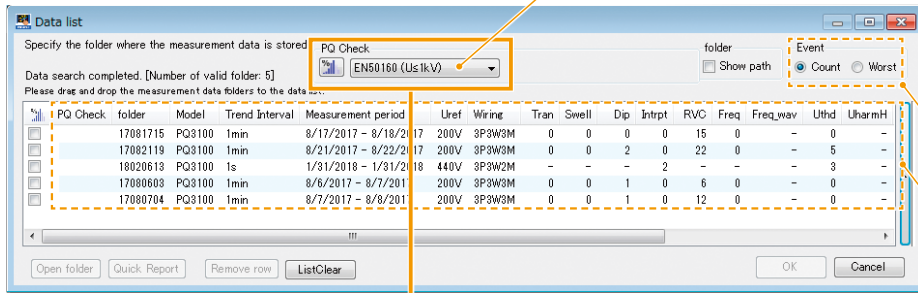 Data list
Specify the folder where the measurement data is stored
PQ Check
EN50160 (U≤1kV)
folder
Show path
Event
Count Worst
Data search completed. [Number of valid folder: 5]
Please drag and drop the measurement data folders to the data list.
PQ Check folder Model Trend Interval Measurement period Uref Wiring Tran Swell Dip Intrpt RVC Freq Freq_wav Uthd UharmH
17081715 PQ3100 1min 8/17/2017 - 8/18/2017 200V 3P3W3M 0 0 0 0 15 0 - 0 -
17082119 PQ3100 1min 8/21/2017 - 8/22/2017 200V 3P3W3M 0 0 2 0 22 0 - 5 -
18020613 PQ3100 1s 1/31/2018 - 1/31/2018 440V 3P3W2M - - - 2 - - - 3 -
17080603 PQ3100 1min 8/6/2017 - 8/7/2017 200V 3P3W3M 0 0 1 0 6 0 - 0 -
17080704 PQ3100 1min 8/7/2017 - 8/8/2017 200V 3P3W3M 0 0 1 0 12 0 - 0 -
Open folder Quick Report Remove row ListClear OK Cancel